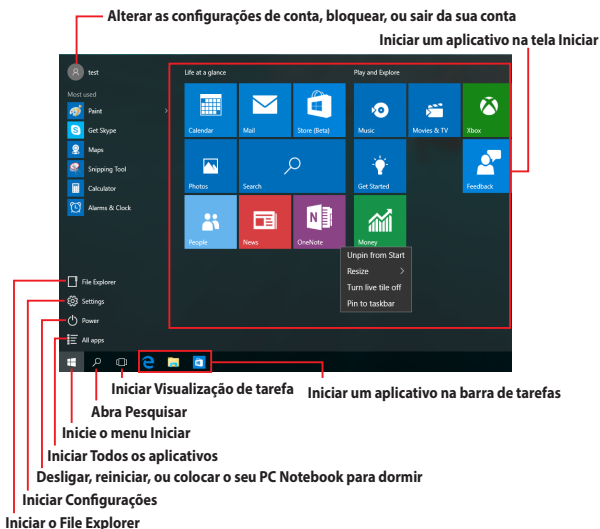 Alterar as configurações de conta, bloquear, ou sair da sua conta
Iniciar um aplicativo na tela Iniciar
test
Life at a glance
Play and Explore
Most used
Paint
Get Skype
Maps
Snipping Tool
Calculator
Alarms & Clock
Calendar
Mail
Store (Beta)
Music
Movies & TV
Xbox
Photos
Search
Get Started
Feedback
People
News
OneNote
Money
Unpin from Start
Resize
Turn live tile off
Pin to taskbar
File Explorer
Settings
Power
All apps
Iniciar Visualização de tarefa
Iniciar um aplicativo na barra de tarefas
Abra Pesquisar
Inicie o menu Iniciar
Iniciar Todos os aplicativos
Desligar, reiniciar, ou colocar o seu PC Notebook para dormir
Iniciar Configurações
Iniciar o File Explorer